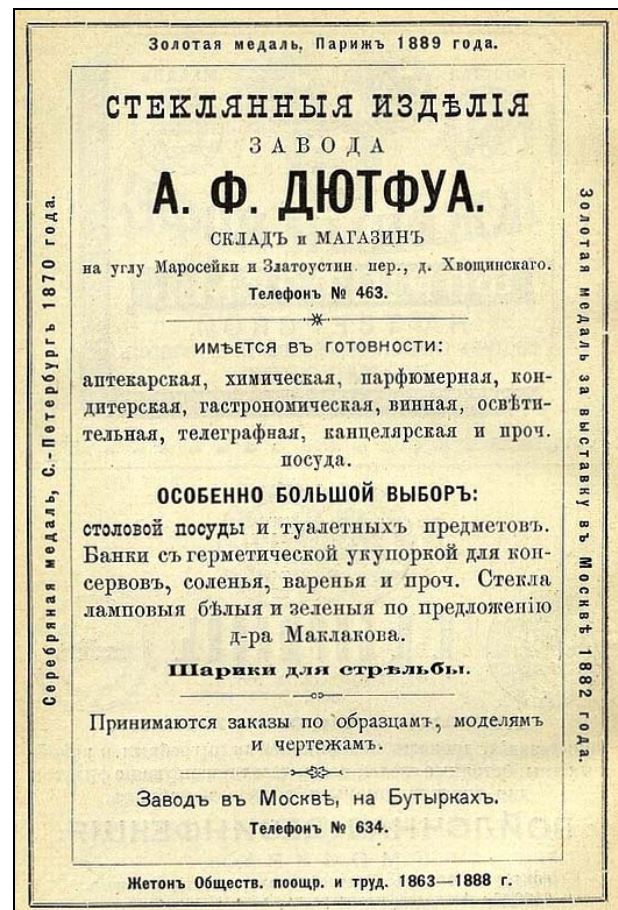 Золотая медаль, Парижъ 1889 года.
Серебряная медаль, С.-Петербургъ 1870 года.
СТЕКЛЯННЫЯ ИЗДѢЛІЯ
ЗАВОДА
А. Ф. ДЮТФУА.
СКЛАДЪ и МАГАЗИНЪ
на углу Маросейки и Златоустин. пер., д. Хвощинскаго.
Телефонъ № 463.
ИМѢЕТСЯ ВЪ ГОТОВНОСТИ:
аптекарская, химическая, парфюмерная, кон-
дитерская, гастрономическая, винная, освѣти-
тельная, телеграфная, канцелярская и проч.
посуда.
ОСОБЕННО БОЛЬШОЙ ВЫБОРЪ:
столовой посуды и туалетныхъ предметовъ.
Банки съ герметической укупоркой для кон-
сервовъ, соленья, варенья и проч. Стекла
ламповыя бѣлыя и зеленыя по предложенію
д-ра Маклакова.
Шарики для стрѣльбы.
Принимаются заказы по образцамъ, моделямъ
и чертежамъ.
Заводъ въ Москвѣ, на Бутыркахъ.
Телефонъ № 634.
Золотая медаль за выставку въ Москвѣ 1882 года.
Жетонъ Обществ. поощр. и труд. 1863—1888 г.